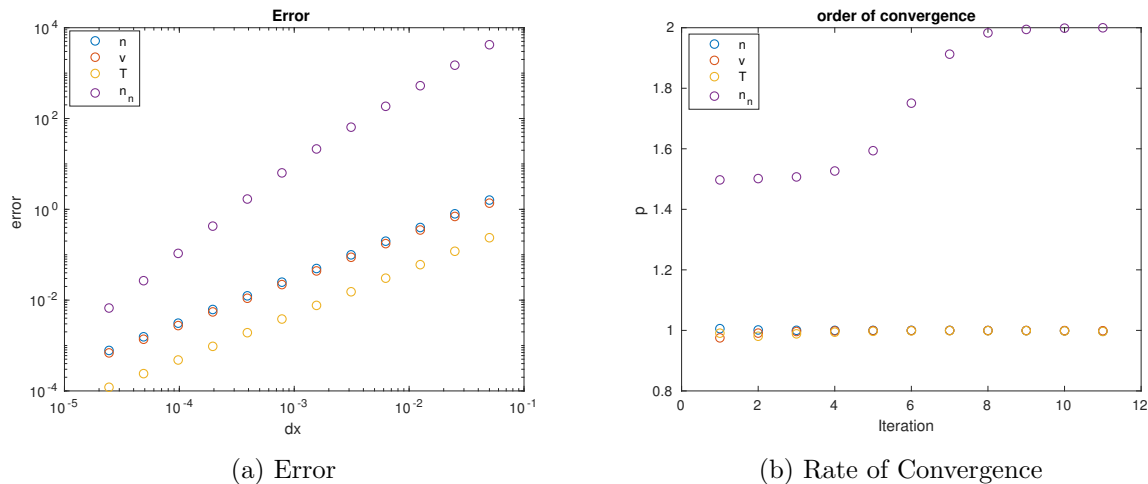 Error
10^4
10^2
10^0
10^-2
10^-4
error
10^-5
10^-4
10^-3
10^-2
10^-1
dx
n
v
T
n_n
(a) Error
order of convergence
2
1.8
1.6
1.4
1.2
1
0.8
p
0
2
4
6
8
10
12
Iteration
n
v
T
n_n
(b) Rate of Convergence